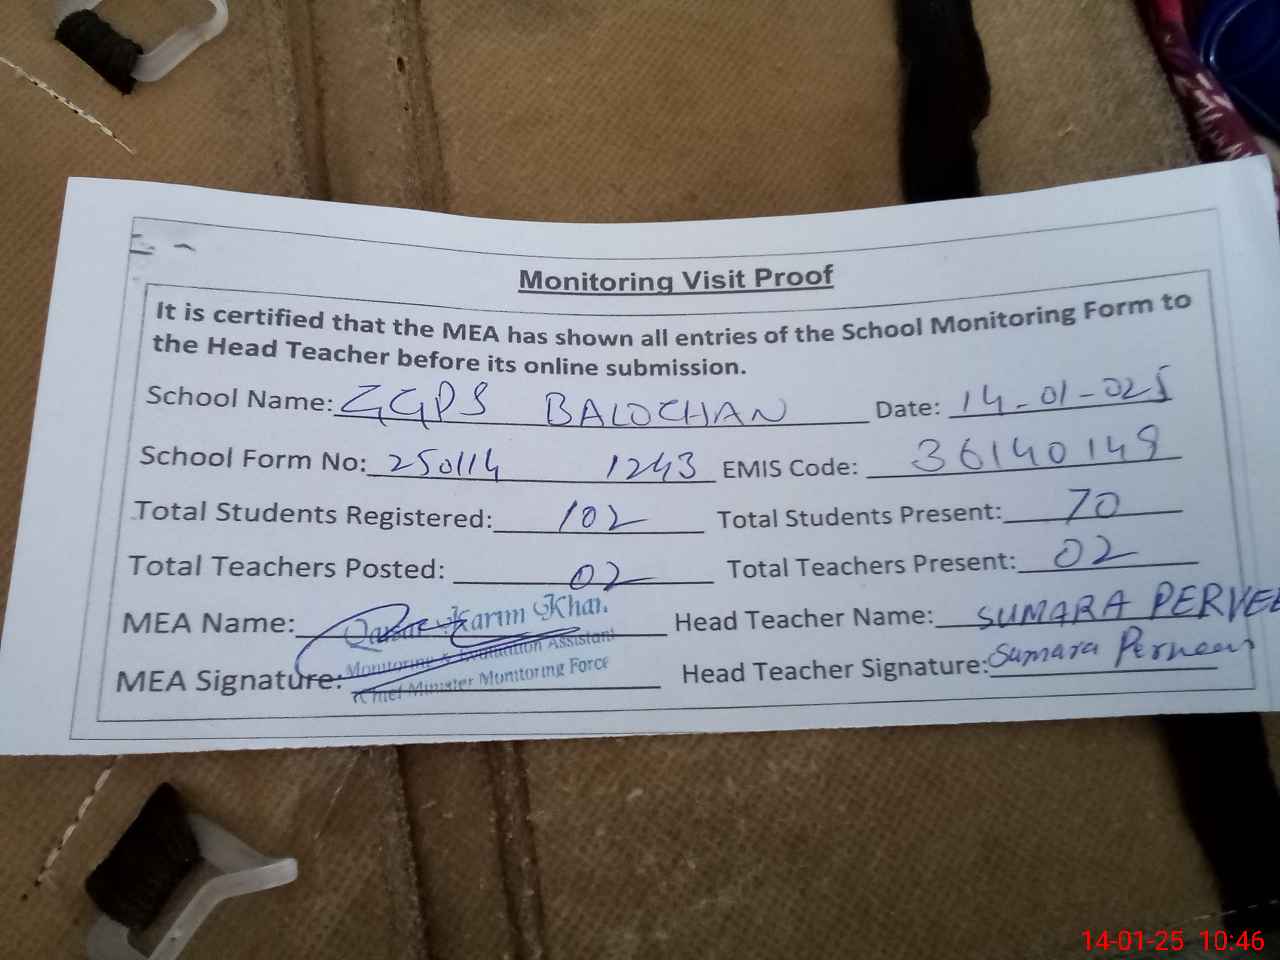 Monitoring Visit Proof
It is certified that the MEA has shown all entries of the School Monitoring Form to
the Head Teacher before its online submission.
School Name: GGPS BALOCHAN Date: 14-01-025
School Form No: 250114 1243 EMIS Code: 36140149
Total Students Registered: 102 Total Students Present: 70
Total Teachers Posted: 02 Total Teachers Present: 02
MEA Name: Karim Khan Head Teacher Name: SUMARA PERVE
Monitoring & Evaluation Assistant
MEA Signature: Head Teacher Signature: Sumara Perveen
Chief Minister Monitoring Force
14-01-25 10:46